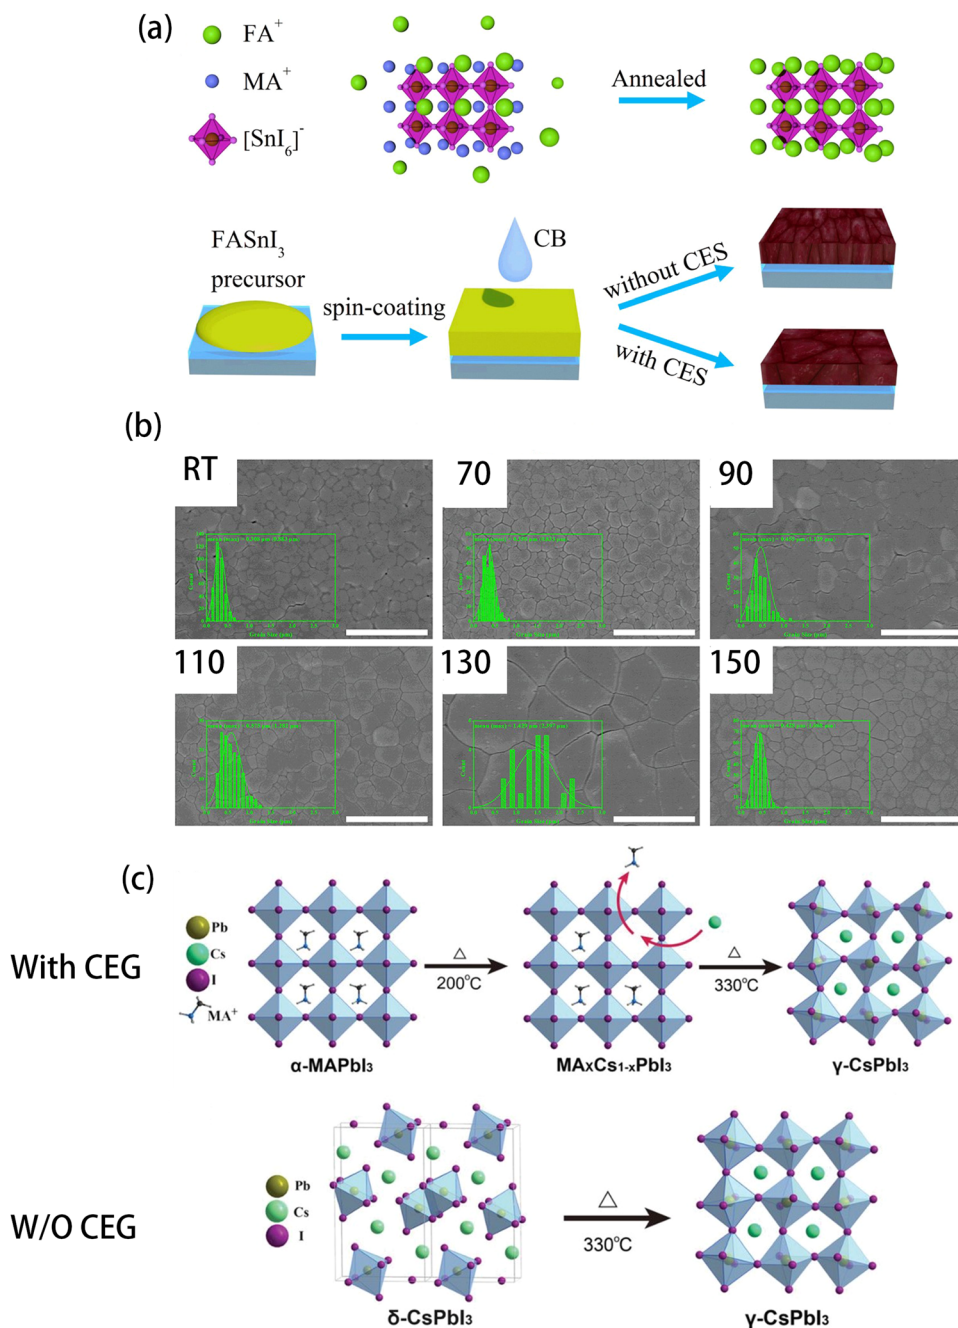 (a)
FA+
MA+
[SnI6]-
Annealed
FASnI3
precursor
spin-coating
CB
without CES
with CES
(b)
RT
70
90
110
130
150
(c)
With CEG
Pb
Cs
I
MA+
△
200°C
△
330°C
α-MAPbI3
MAxCs1-xPbI3
γ-CsPbI3
W/O CEG
Pb
Cs
I
△
330°C
δ-CsPbI3
γ-CsPbI3